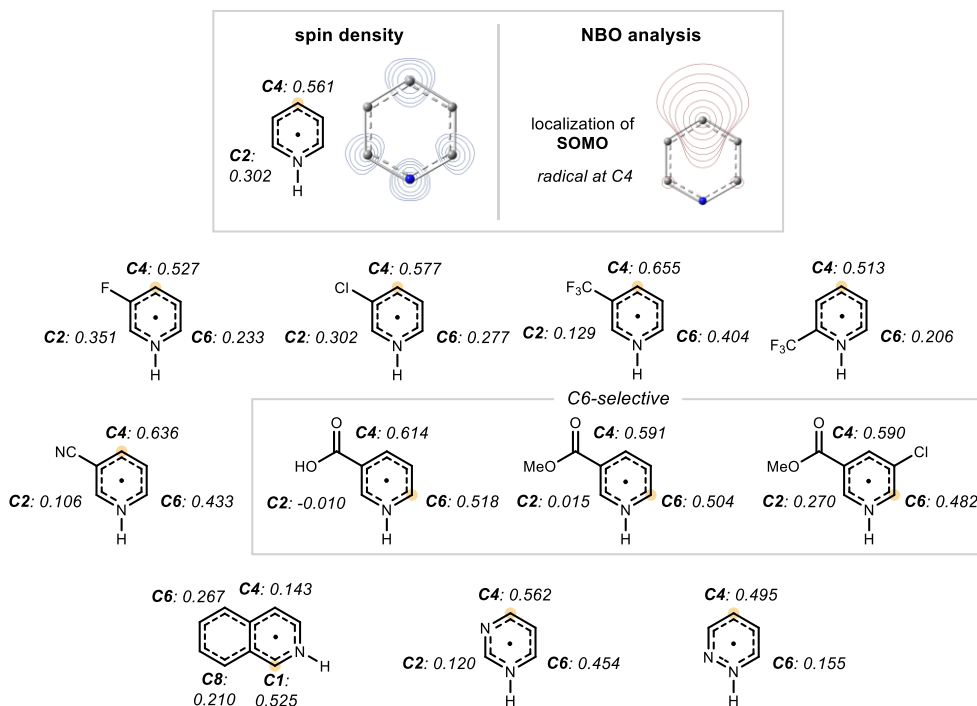 spin density
NBO analysis
C4: 0.561
C2:
0.302
N
H
localization of
SOMO
radical at C4
C4: 0.527
F
C2: 0.351
C6: 0.233
N
H
C4: 0.577
Cl
C2: 0.302
C6: 0.277
N
H
C4: 0.655
F3C
C2: 0.129
C6: 0.404
N
H
C4: 0.513
F3C
C6: 0.206
N
H
C6-selective
C4: 0.636
NC
C2: 0.106
C6: 0.433
N
H
O
C4: 0.614
HO
C2: -0.010
C6: 0.518
N
H
O
C4: 0.591
MeO
C2: 0.015
C6: 0.504
N
H
O
C4: 0.590
Cl
MeO
C2: 0.270
C6: 0.482
N
H
C6: 0.267
C4: 0.143
N
H
C8:
0.210
C1:
0.525
C4: 0.562
N
C2: 0.120
C6: 0.454
N
H
C4: 0.495
N
C6: 0.155
N
H